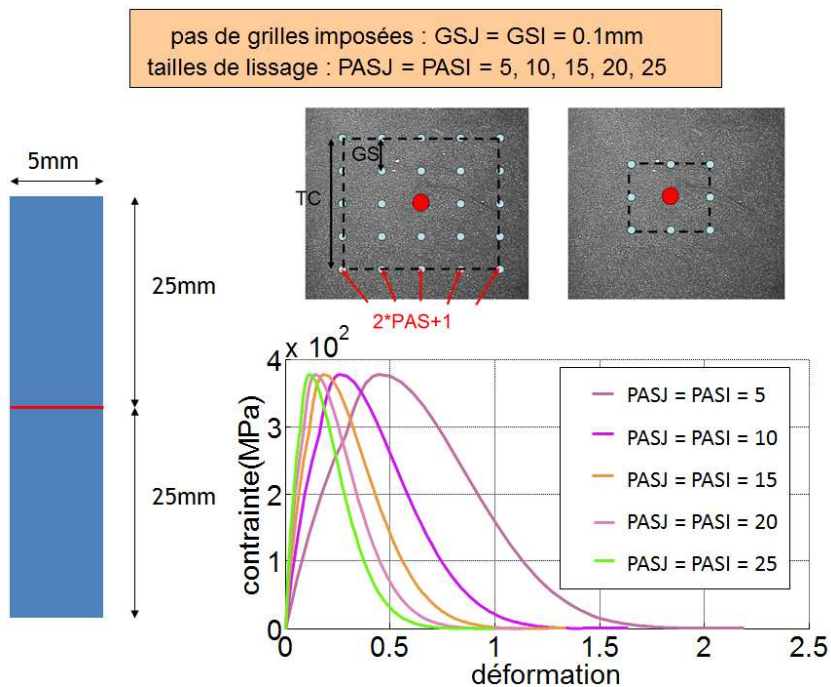 pas de grilles imposées : GSJ = GSI = 0.1mm
tailles de lissage : PASJ = PASI = 5, 10, 15, 20, 25
5mm
25mm
25mm
GS
TC
2*PAS+1
x 10²
4
3
2
1
0
contrainte(MPa)
0 0.5 1 1.5 2 2.5
déformation
PASJ = PASI = 5
PASJ = PASI = 10
PASJ = PASI = 15
PASJ = PASI = 20
PASJ = PASI = 25